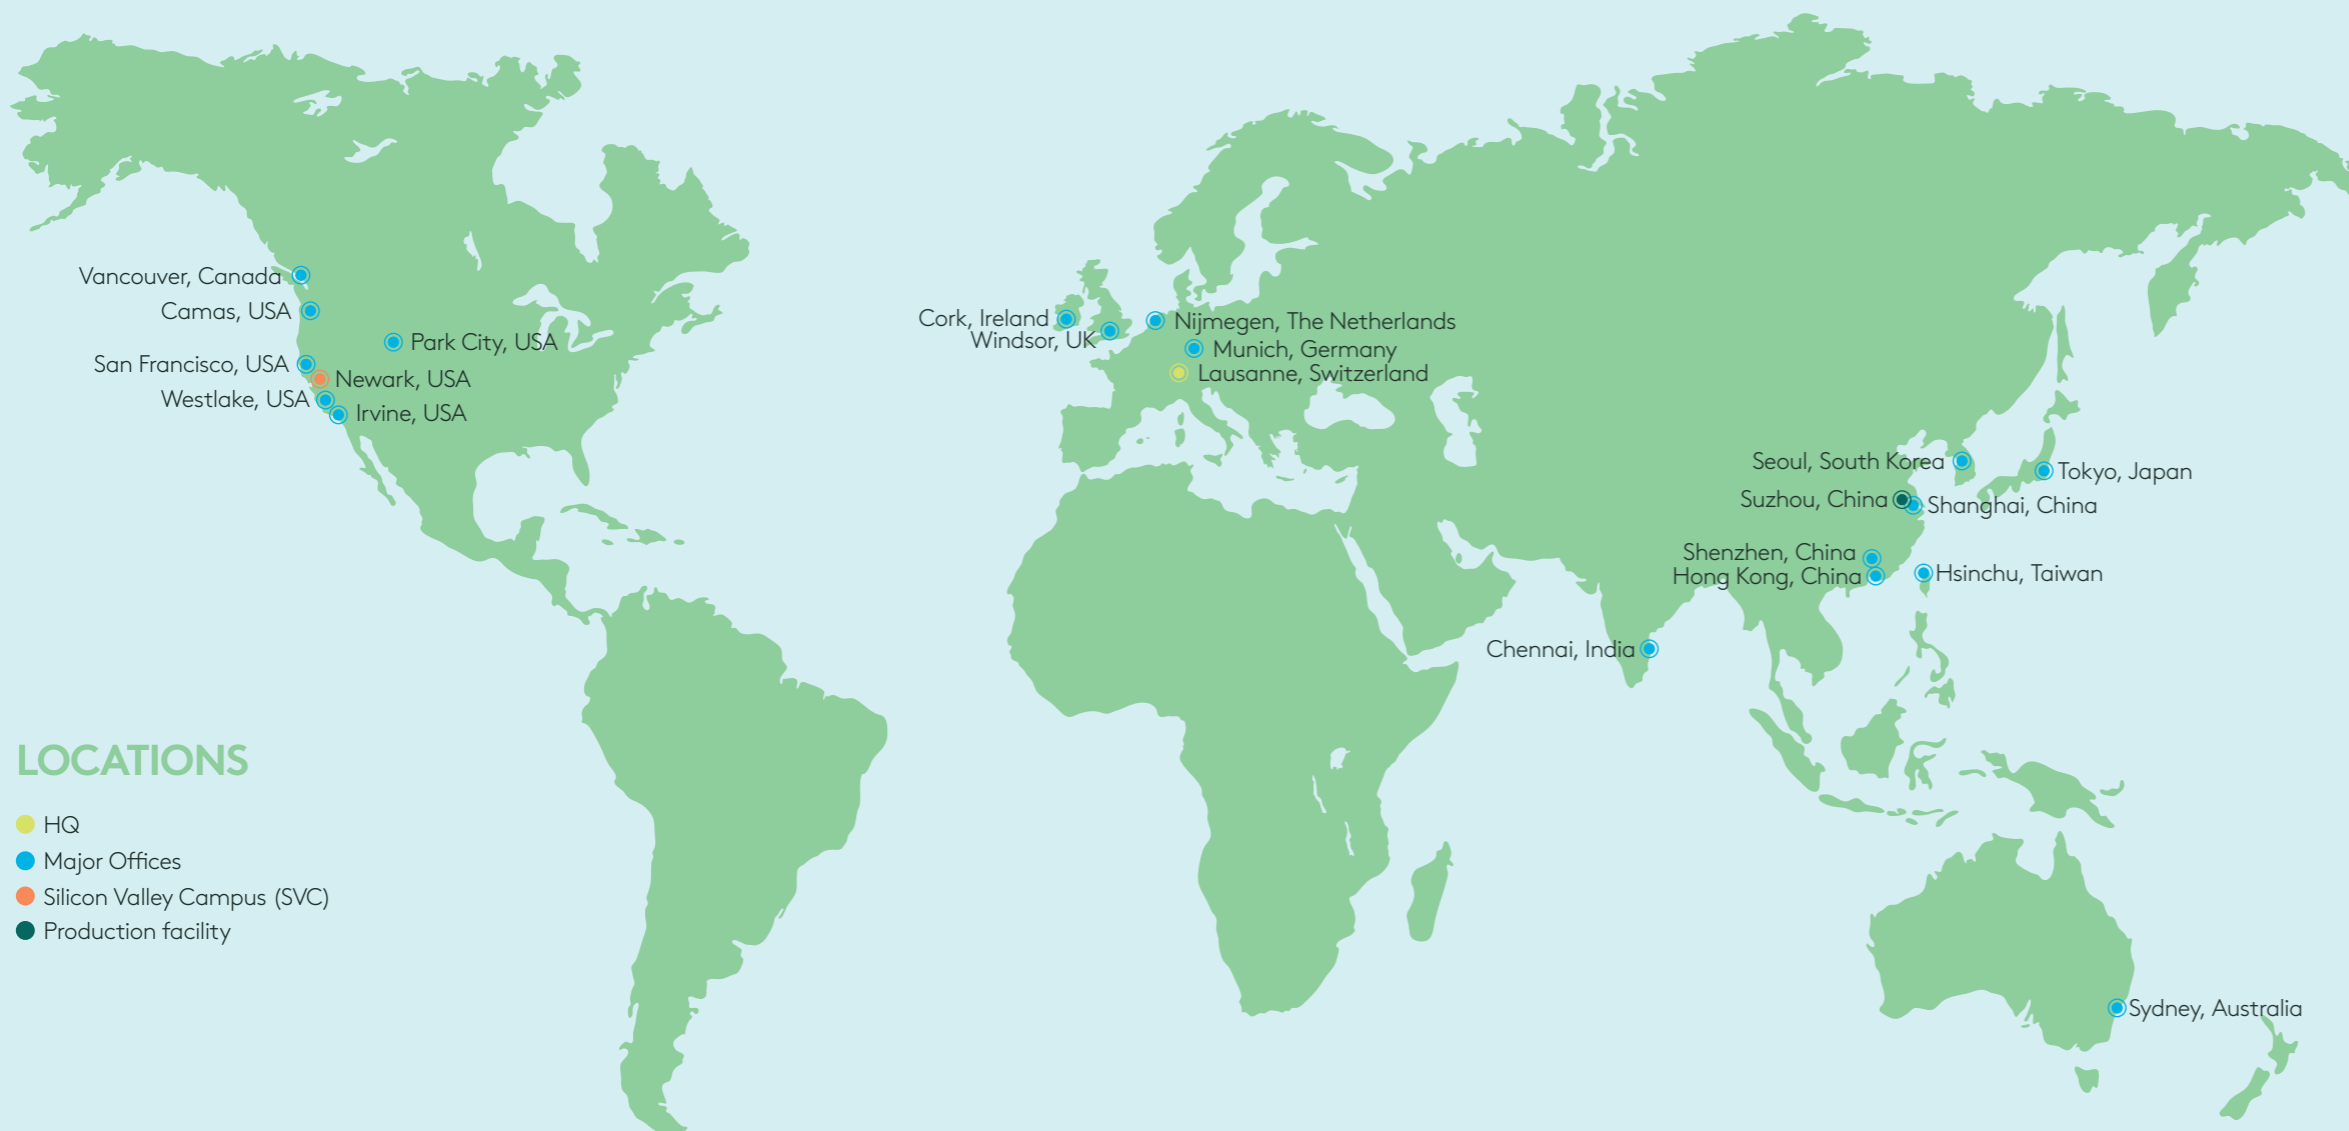 Vancouver, Canada
Camas, USA
Park City, USA
San Francisco, USA
Newark, USA
Westlake, USA
Irvine, USA
Cork, Ireland
Windsor, UK
Nijmegen, The Netherlands
Munich, Germany
Lausanne, Switzerland
Seoul, South Korea
Tokyo, Japan
Suzhou, China
Shanghai, China
Shenzhen, China
Hong Kong, China
Hsinchu, Taiwan
Chennai, India
Sydney, Australia
LOCATIONS
HQ
Major Offices
Silicon Valley Campus (SVC)
Production facility